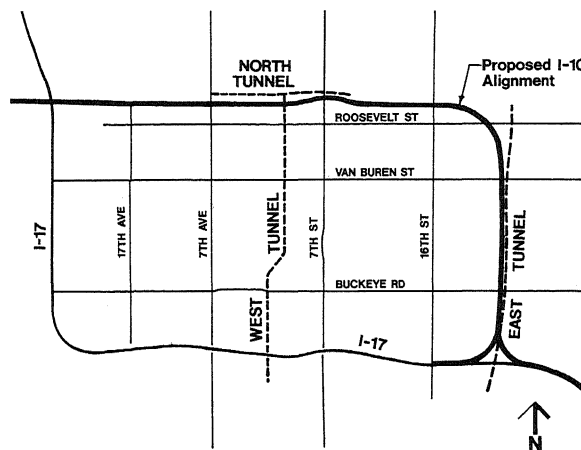 NORTH
TUNNEL
Proposed I-10
Alignment
ROOSEVELT ST
VAN BUREN ST
I-17
17TH AVE
7TH AVE
TUNNEL
WEST
7TH ST
16TH ST
TUNNEL
EAST
BUCKEYE RD
I-17
N